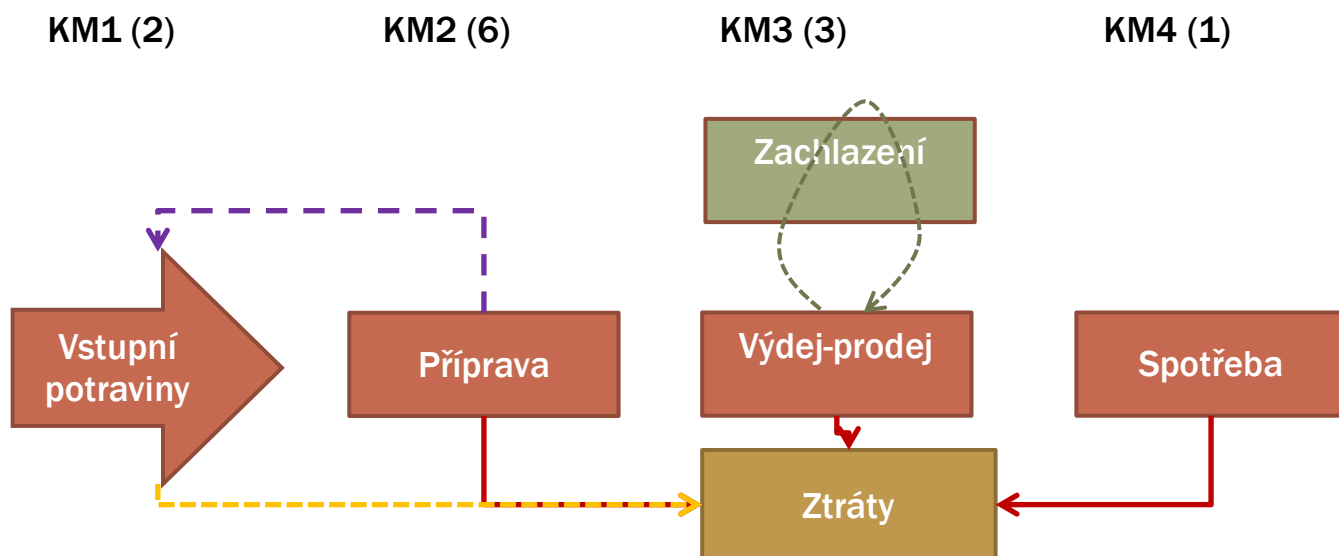 KM1 (2)
KM2 (6)
KM3 (3)
KM4 (1)
Zachlazení
Vstupní
potraviny
Příprava
Výdej-prodej
Spotřeba
Ztráty